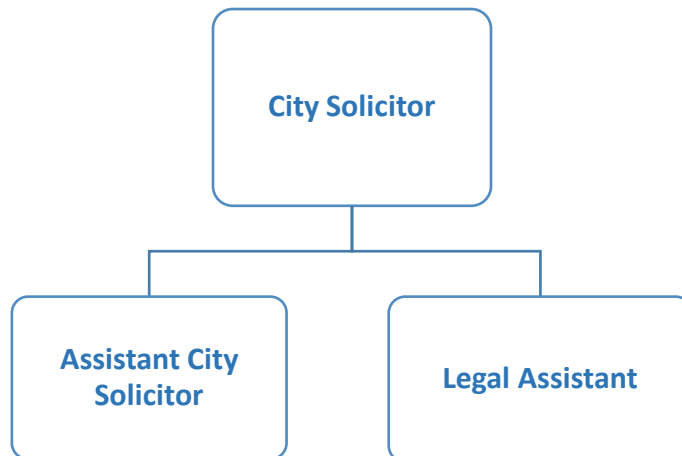 City Solicitor
Assistant City
Solicitor
Legal Assistant